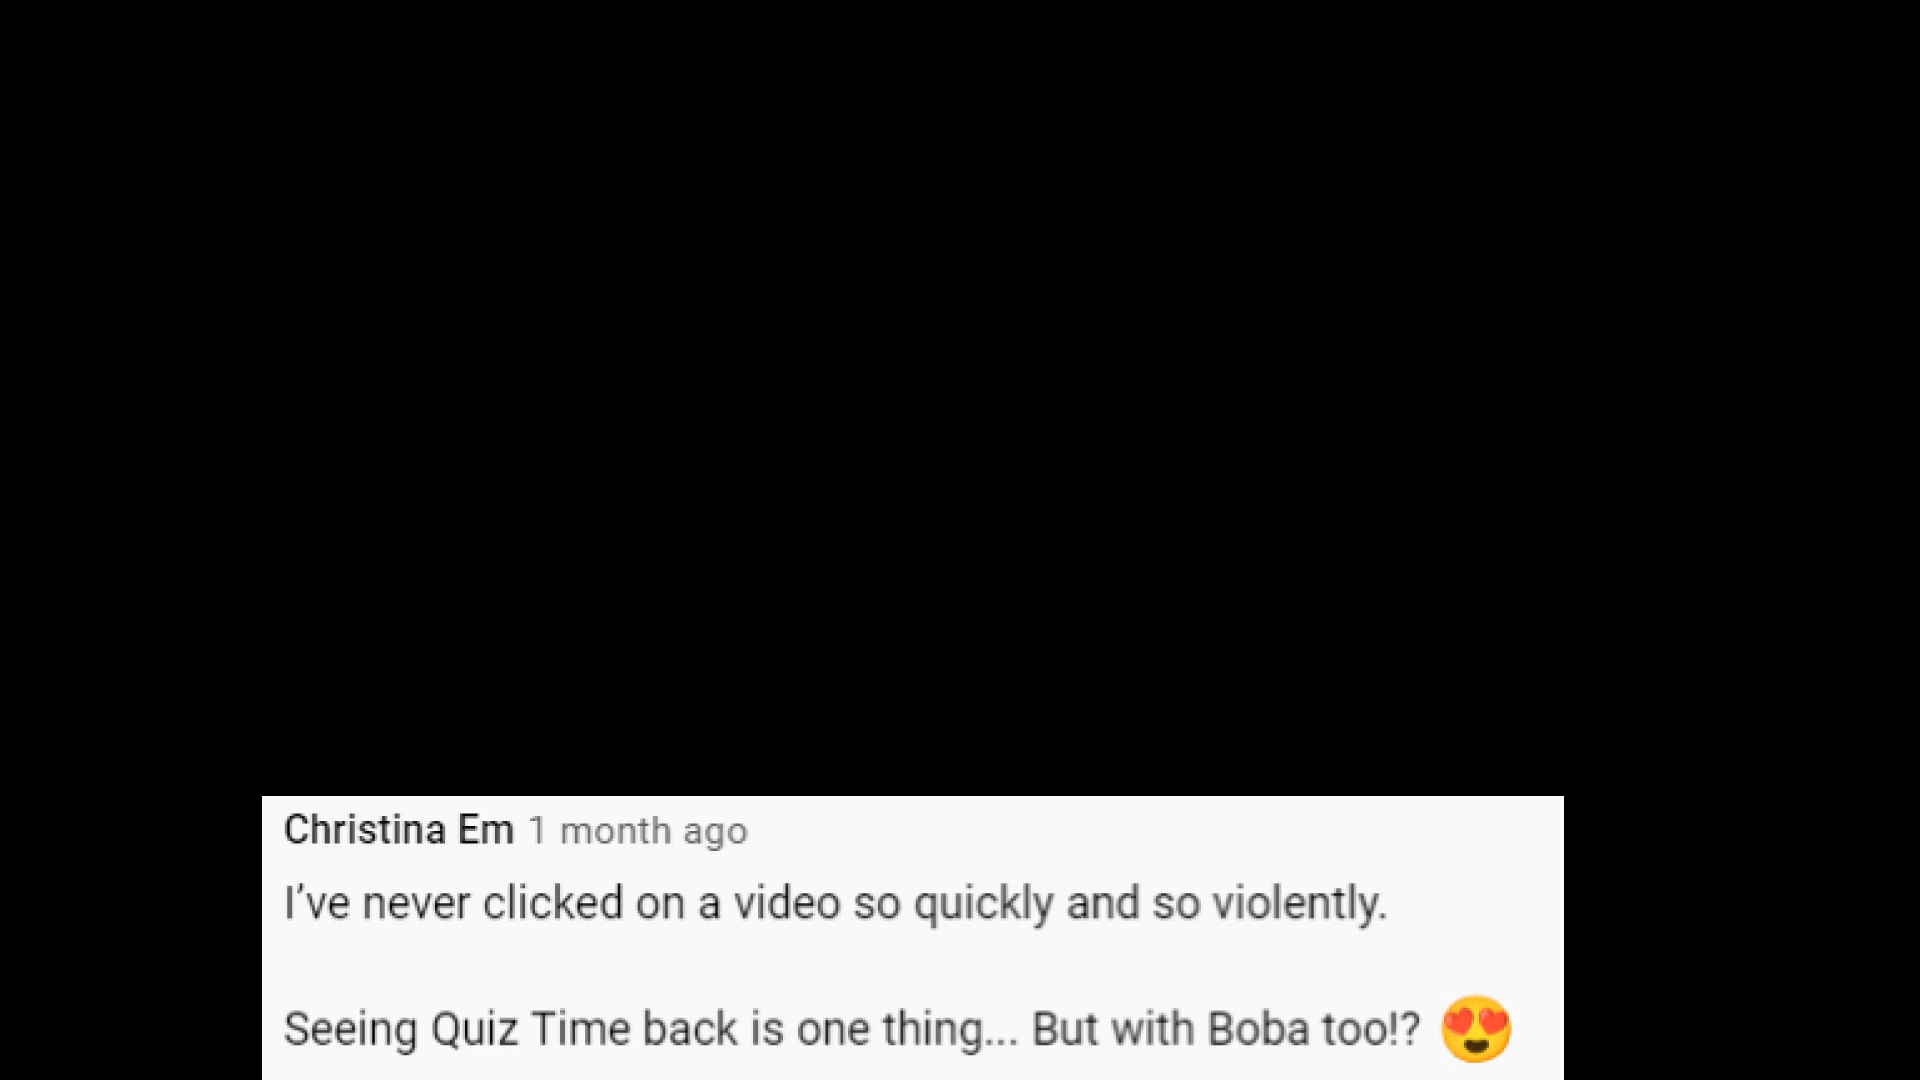 Christina Em 1 month ago
I've never clicked on a video so quickly and so violently.
Seeing Quiz Time back is one thing... But with Boba too!? 😍